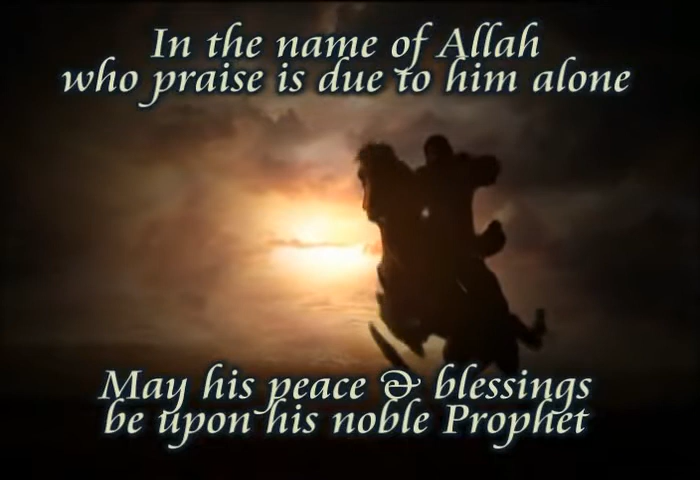 In the name of Allah
who praise is due to him alone
May his peace & blessings
be upon his noble Prophet